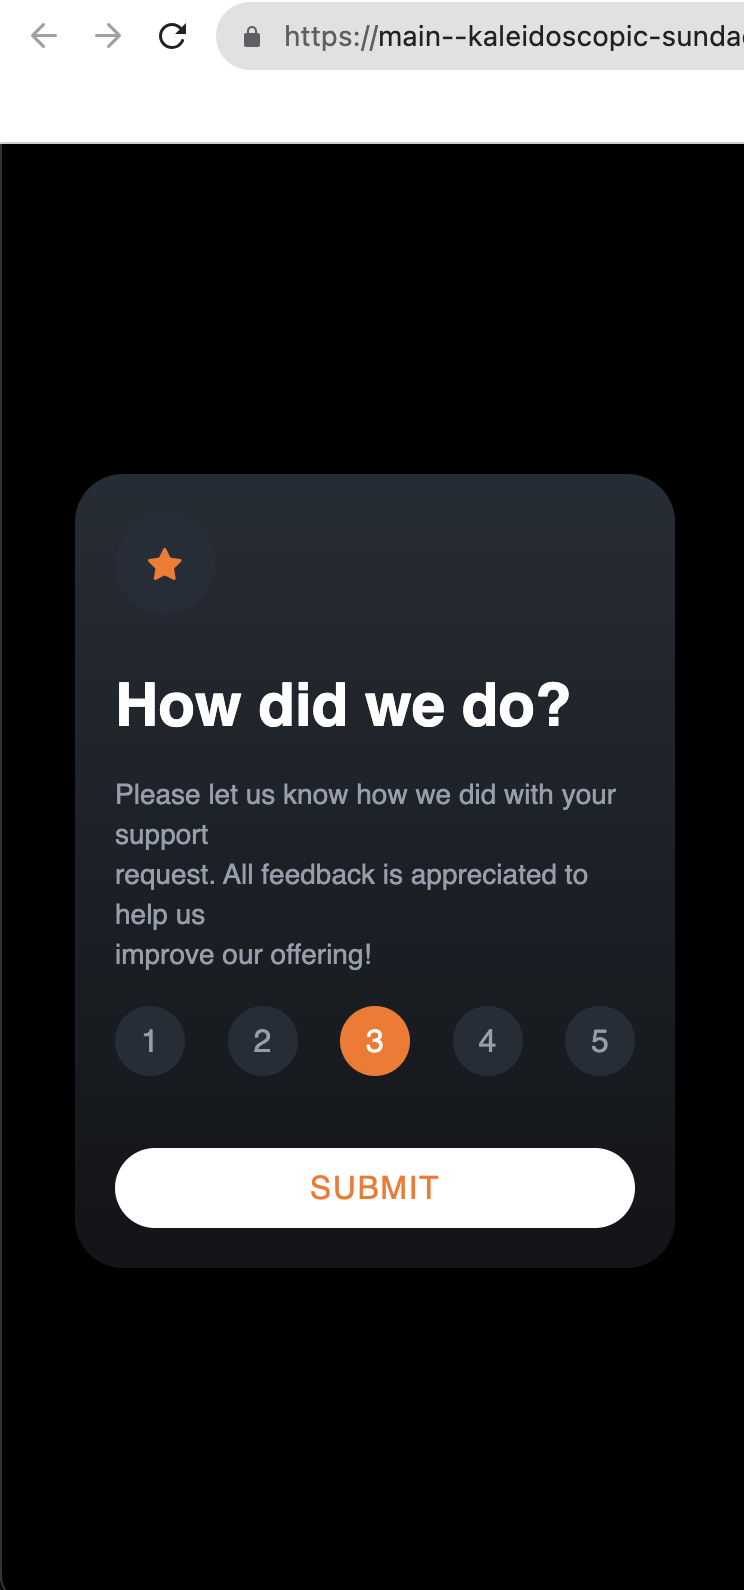 https://main--kaleidoscopic-sunda
How did we do?
Please let us know how we did with your
support
request. All feedback is appreciated to
help us
improve our offering!
1 2 3 4 5
SUBMIT